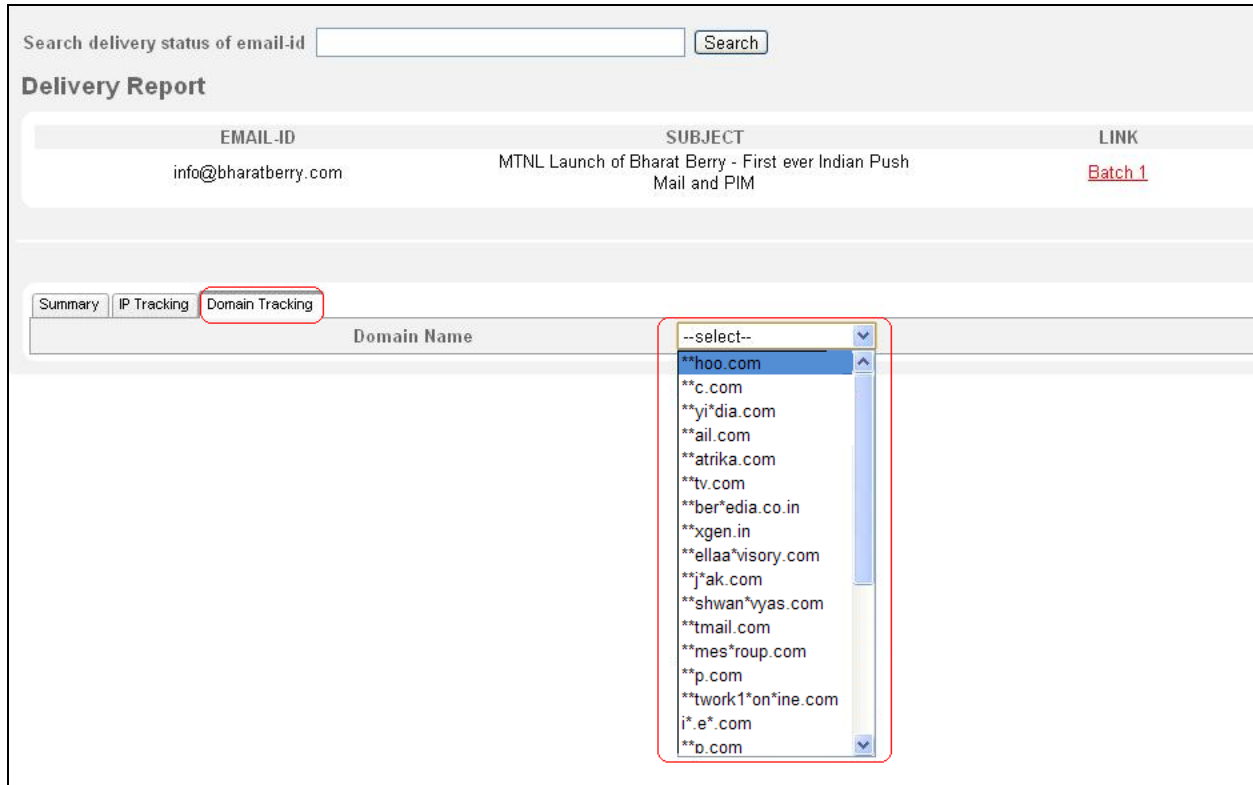 Search delivery status of email-id Search
Delivery Report
EMAIL-ID SUBJECT LINK
info@bharatberry.com MTNL Launch of Bharat Berry - First ever Indian Push Batch 1
Mail and PIM
Summary IP Tracking Domain Tracking
Domain Name --select--
**hoo.com
**c.com
**yi*dia.com
**ail.com
**atrika.com
**tv.com
**ber*edia.co.in
**xgen.in
**ellaa*visory.com
**j*ak.com
**shwan*vyas.com
**tmail.com
**mes*roup.com
**p.com
**twork1*on*ine.com
i*.e*.com
**p.com